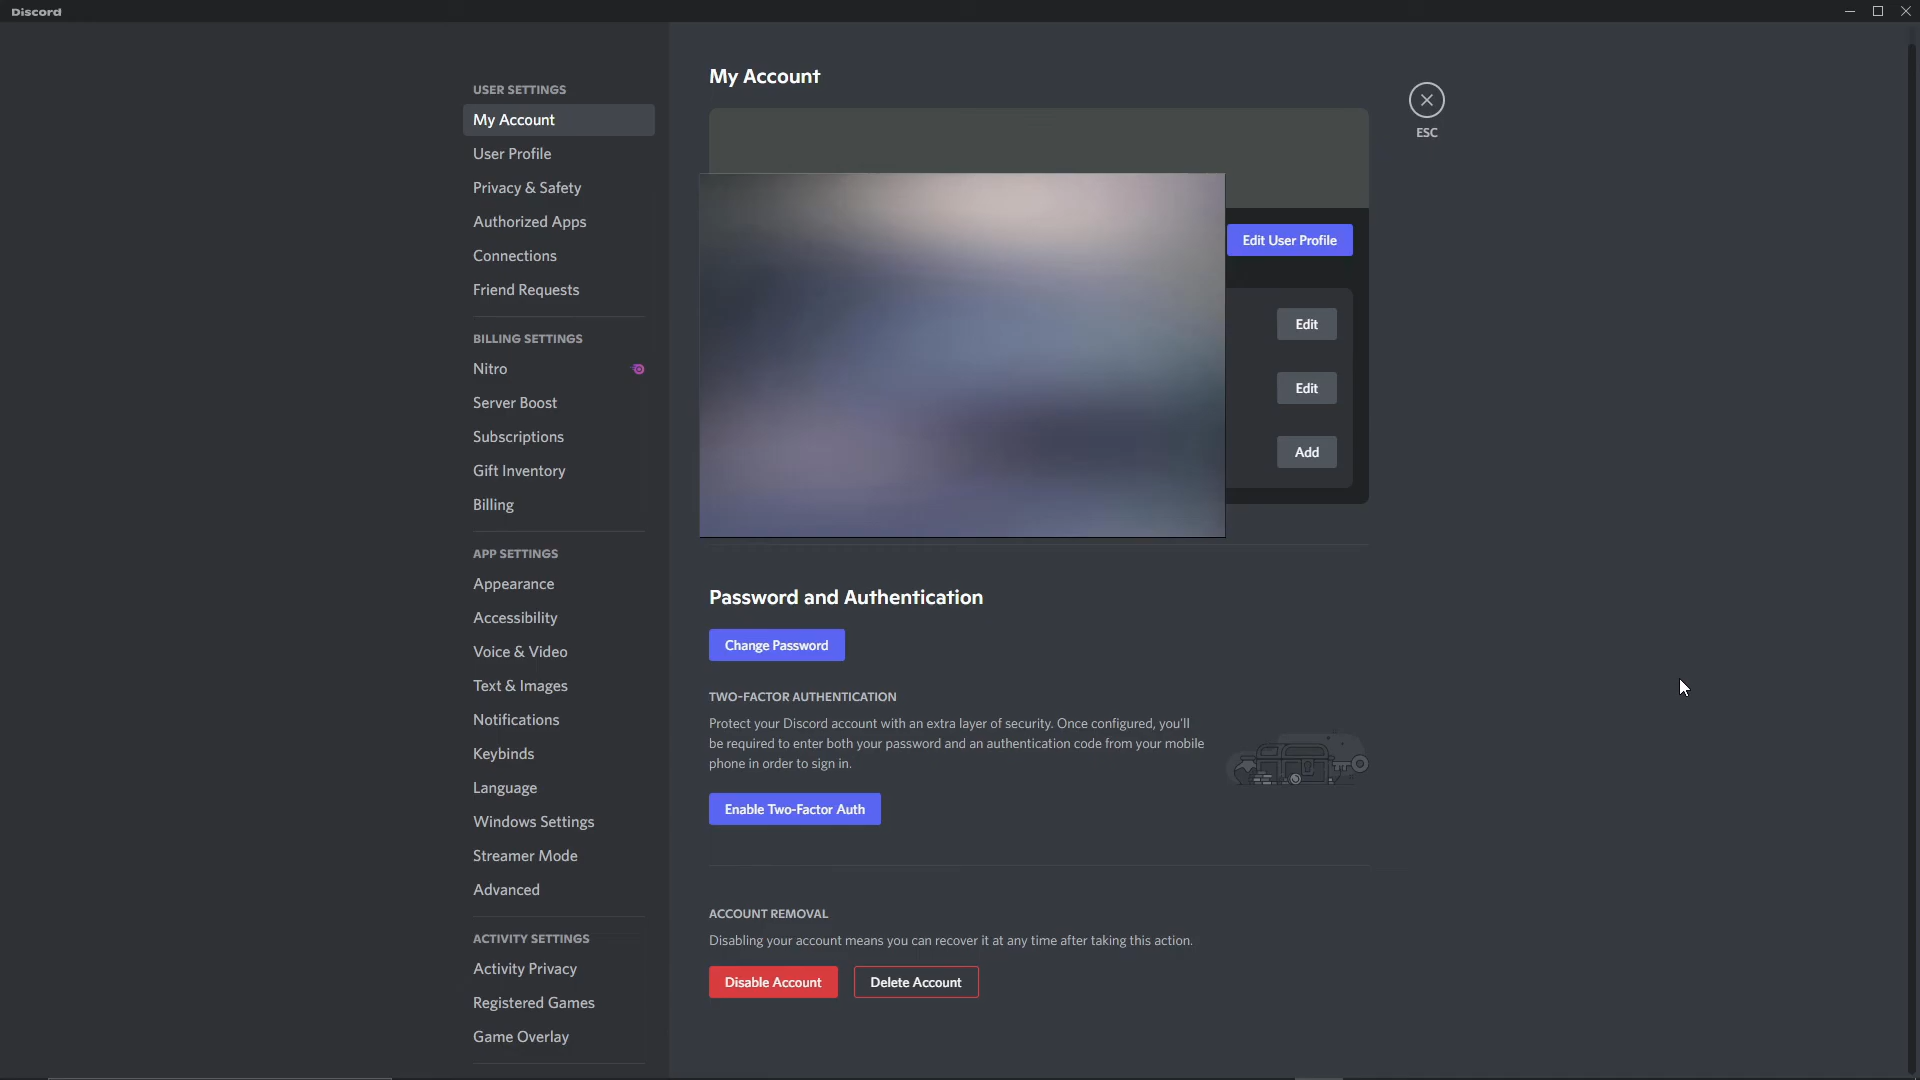 Discord
USER SETTINGS
My Account
User Profile
Privacy & Safety
Authorized Apps
Connections
Friend Requests
BILLING SETTINGS
Nitro
Server Boost
Subscriptions
Gift Inventory
Billing
APP SETTINGS
Appearance
Accessibility
Voice & Video
Text & Images
Notifications
Keybinds
Language
Windows Settings
Streamer Mode
Advanced
ACTIVITY SETTINGS
Activity Privacy
Registered Games
Game Overlay
My Account
ESC
Edit User Profile
Edit
Edit
Add
Password and Authentication
Change Password
TWO-FACTOR AUTHENTICATION
Protect your Discord account with an extra layer of security. Once configured, you'll
be required to enter both your password and an authentication code from your mobile
phone in order to sign in.
Enable Two-Factor Auth
ACCOUNT REMOVAL
Disabling your account means you can recover it at any time after taking this action.
Disable Account
Delete Account